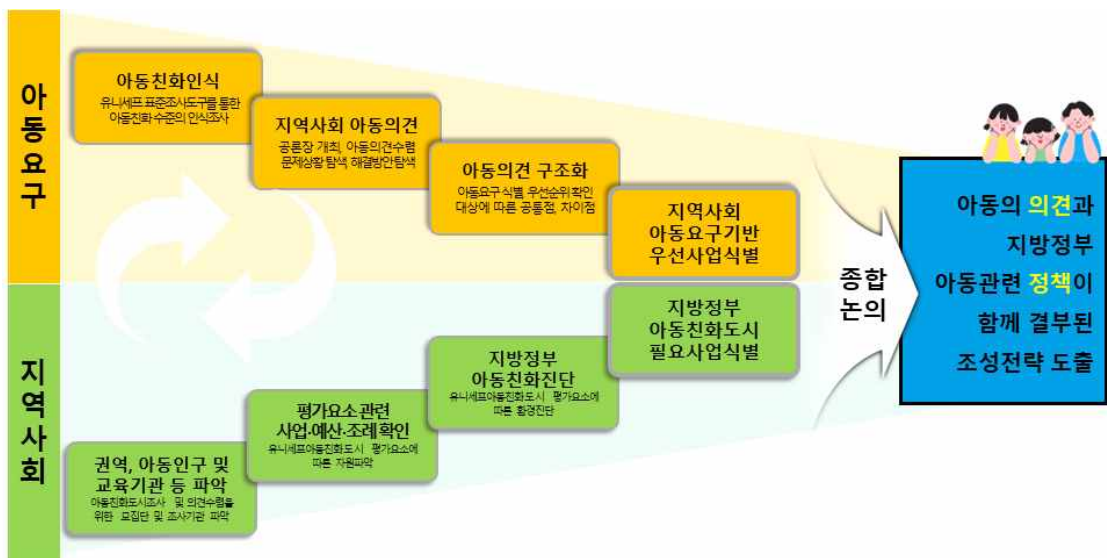 아동요구
아동친화인식
유니세프 표준조사도구를 통한
아동친화 수준의 인식조사
지역사회 아동의견
공론장 개최, 아동의견수렴
문제상황 탐색, 해결방안탐색
아동의견 구조화
아동요구 식별, 우선순위 확인
대상에 따른 공통점, 차이점
지역사회
아동요구기반
우선사업식별
지역사회
권역, 아동인구 및
교육기관 등 파악
아동친화도시조사 및 의견수렴을
위한 모집단 및 조사기관 파악
평가요소 관련
사업·예산·조례 확인
유니세프아동친화도시 평가요소에
따른 자원파악
지방정부
아동친화진단
유니세프아동친화도시 평가요소에
따른 환경진단
지방정부
아동친화도시
필요사업식별
종합
논의
아동의 의견과
지방정부
아동관련 정책이
함께 결부된
조성전략 도출